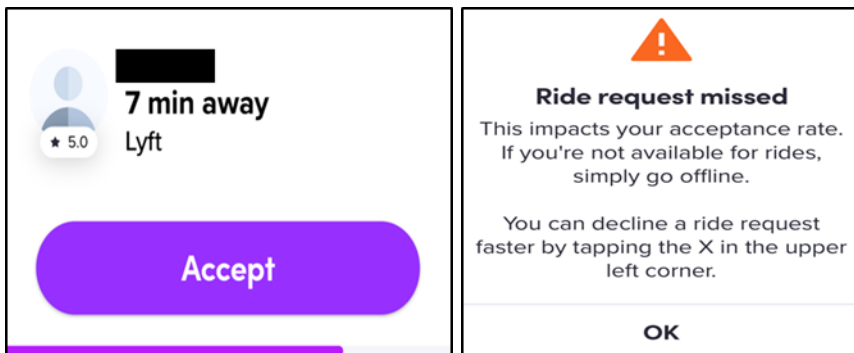 7 min away
★ 5.0
Lyft
Accept
Ride request missed
This impacts your acceptance rate.
If you're not available for rides,
simply go offline.
You can decline a ride request
faster by tapping the X in the upper
left corner.
OK